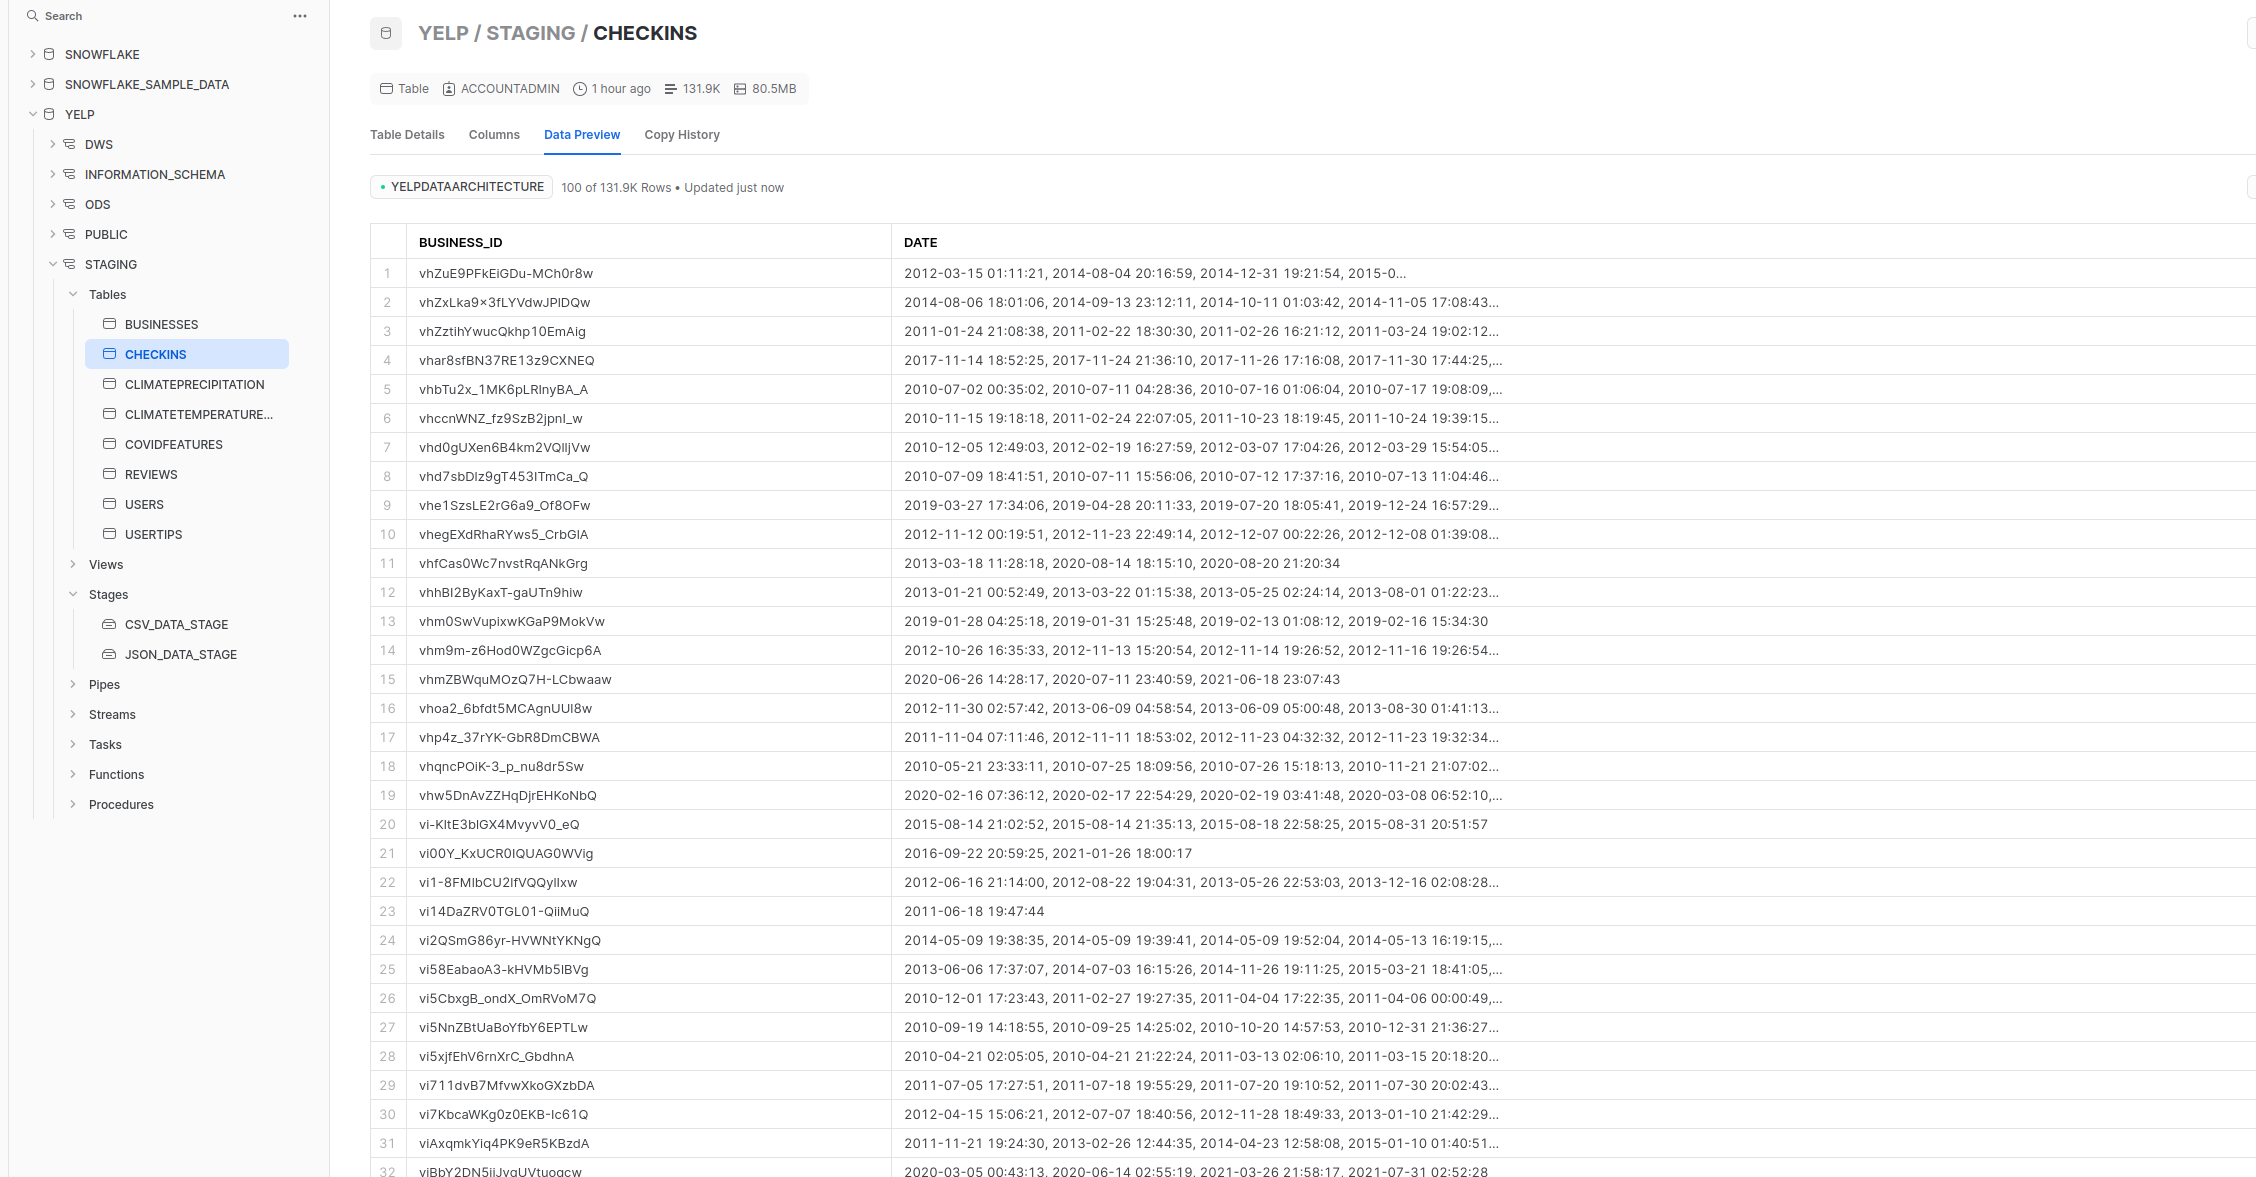 Search
SNOWFLAKE
SNOWFLAKE_SAMPLE_DATA
YELP
DWS
INFORMATION_SCHEMA
ODS
PUBLIC
STAGING
Tables
BUSINESSES
CHECKINS
CLIMATEPRECIPITATION
CLIMATETEMPERATURE...
COVIDFEATURES
REVIEWS
USERS
USERTIPS
Views
Stages
CSV_DATA_STAGE
JSON_DATA_STAGE
Pipes
Streams
Tasks
Functions
Procedures
YELP / STAGING / CHECKINS
Table ACCOUNTADMIN 1 hour ago 131.9K 80.5MB
Table Details Columns Data Preview Copy History
YELPDATAARCHITECTURE 100 of 131.9K Rows • Updated just now
BUSINESS_ID DATE
1 vhZuE9PFkEiGDu-MCh0r8w 2012-03-15 01:11:21, 2014-08-04 20:16:59, 2014-12-31 19:21:54, 2015-0...
2 vhZxLka9×3fLYVdwJPlDQw 2014-08-06 18:01:06, 2014-09-13 23:12:11, 2014-10-11 01:03:42, 2014-11-05 17:08:43...
3 vhZztihYwucQkhp10EmAig 2011-01-24 21:08:38, 2011-02-22 18:30:30, 2011-02-26 16:21:12, 2011-03-24 19:02:12...
4 vhar8sfBN37RE13z9CXNEQ 2017-11-14 18:52:25, 2017-11-24 21:36:10, 2017-11-26 17:16:08, 2017-11-30 17:44:25,...
5 vhbTu2x_1MK6pLRlnyBA_A 2010-07-02 00:35:02, 2010-07-11 04:28:36, 2010-07-16 01:06:04, 2010-07-17 19:08:09,...
6 vhccnWNZ_fz9SzB2jpnI_w 2010-11-15 19:18:18, 2011-02-24 22:07:05, 2011-10-23 18:19:45, 2011-10-24 19:39:15...
7 vhd0gUXen6B4km2VQlljVw 2010-12-05 12:49:03, 2012-02-19 16:27:59, 2012-03-07 17:04:26, 2012-03-29 15:54:05...
8 vhd7sbDlz9gT453ITmCa_Q 2010-07-09 18:41:51, 2010-07-11 15:56:06, 2010-07-12 17:37:16, 2010-07-13 11:04:46...
9 vhe1SzsLE2rG6a9_Of8OFw 2019-03-27 17:34:06, 2019-04-28 20:11:33, 2019-07-20 18:05:41, 2019-12-24 16:57:29...
10 vhegEXdRhaRYws5_CrbGIA 2012-11-12 00:19:51, 2012-11-23 22:49:14, 2012-12-07 00:22:26, 2012-12-08 01:39:08...
11 vhfCas0Wc7nvstRqANkGrg 2013-03-18 11:28:18, 2020-08-14 18:15:10, 2020-08-20 21:20:34
12 vhhBI2ByKaxT-gaUTn9hiw 2013-01-21 00:52:49, 2013-03-22 01:15:38, 2013-05-25 02:24:14, 2013-08-01 01:22:23...
13 vhm0SwVupixwKGaP9MokVw 2019-01-28 04:25:18, 2019-01-31 15:25:48, 2019-02-13 01:08:12, 2019-02-16 15:34:30
14 vhm9m-z6Hod0WZgcGicp6A 2012-10-26 16:35:33, 2012-11-13 15:20:54, 2012-11-14 19:26:52, 2012-11-16 19:26:54...
15 vhmZBWquMOzQ7H-LCbwaaw 2020-06-26 14:28:17, 2020-07-11 23:40:59, 2021-06-18 23:07:43
16 vhoa2_6bfdt5MCAgnUUI8w 2012-11-30 02:57:42, 2013-06-09 04:58:54, 2013-06-09 05:00:48, 2013-08-30 01:41:13...
17 vhp4z_37rYK-GbR8DmCBWA 2011-11-04 07:11:46, 2012-11-11 18:53:02, 2012-11-23 04:32:32, 2012-11-23 19:32:34...
18 vhqncPOiK-3_p_nu8dr5Sw 2010-05-21 23:33:11, 2010-07-25 18:09:56, 2010-07-26 15:18:13, 2010-11-21 21:07:02...
19 vhw5DnAvZZHqDjrEHKoNbQ 2020-02-16 07:36:12, 2020-02-17 22:54:29, 2020-02-19 03:41:48, 2020-03-08 06:52:10,...
20 vi-KltE3blGX4MvyvV0_eQ 2015-08-14 21:02:52, 2015-08-14 21:35:13, 2015-08-18 22:58:25, 2015-08-31 20:51:57
21 vi00Y_KxUCR0IQUAG0WVig 2016-09-22 20:59:25, 2021-01-26 18:00:17
22 vi1-8FMlbCU2IfVQQyllxw 2012-06-16 21:14:00, 2012-08-22 19:04:31, 2013-05-26 22:53:03, 2013-12-16 02:08:28...
23 vi14DaZRV0TGL01-QiiMuQ 2011-06-18 19:47:44
24 vi2QSmG86yr-HVWNtYKNgQ 2014-05-09 19:38:35, 2014-05-09 19:39:41, 2014-05-09 19:52:04, 2014-05-13 16:19:15,...
25 vi58EabaoA3-kHVMb5lBVg 2013-06-06 17:37:07, 2014-07-03 16:15:26, 2014-11-26 19:11:25, 2015-03-21 18:41:05,...
26 vi5CbxgB_ondX_OmRVoM7Q 2010-12-01 17:23:43, 2011-02-27 19:27:35, 2011-04-04 17:22:35, 2011-04-06 00:00:49,...
27 vi5NnZBtUaBoYfbY6EPTLw 2010-09-19 14:18:55, 2010-09-25 14:25:02, 2010-10-20 14:57:53, 2010-12-31 21:36:27...
28 vi5xjfEhV6rnXrC_GbdhnA 2010-04-21 02:05:05, 2010-04-21 21:22:24, 2011-03-13 02:06:10, 2011-03-15 20:18:20...
29 vi711dvB7MfvwXkoGXzbDA 2011-07-05 17:27:51, 2011-07-18 19:55:29, 2011-07-20 19:10:52, 2011-07-30 20:02:43...
30 vi7KbcaWKg0z0EKB-Ic61Q 2012-04-15 15:06:21, 2012-07-07 18:40:56, 2012-11-28 18:49:33, 2013-01-10 21:42:29...
31 viAxqmkYiq4PK9eR5KBzdA 2011-11-21 19:24:30, 2013-02-26 12:44:35, 2014-04-23 12:58:08, 2015-01-10 01:40:51...
32 2020-03-05 00:43:13, 2020-06-14 02:55:19, 2021-03-26 21:58:17, 2021-07-31 02:52:28